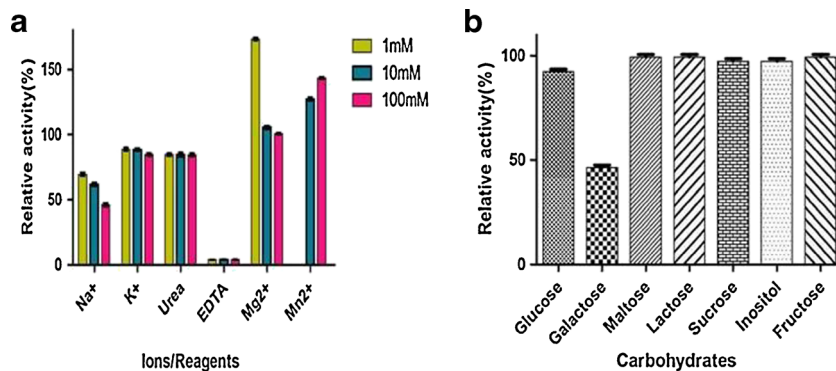 a
Relative activity(%)
150
100
50
0
Na+
K+
Urea
EDTA
Mg2+
Mn2+
Ions/Reagents
1mM
10mM
100mM
b
Relative activity(%)
100
50
0
Glucose
Galactose
Maltose
Lactose
Sucrose
Inositol
Fructose
Carbohydrates